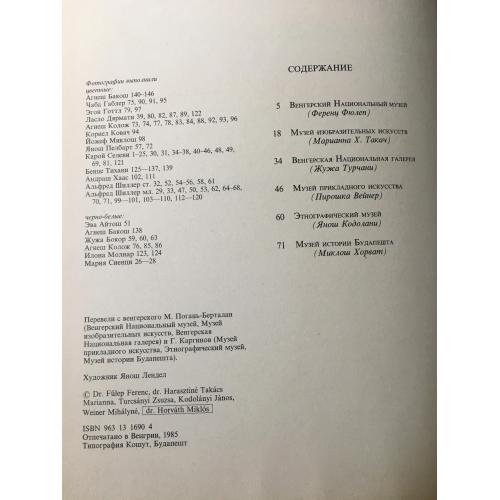 Фотографии выполнили
цветные:
Агнеш Бакош 140–146
Чаба Габлер 75, 90, 91, 95
Эгон Готтл 79, 97
Ласло Дярмати 39, 80, 82, 87, 89, 122
Агнеш Колож 73, 74, 77, 78, 83, 84, 88, 92, 93, 96
Корнел Ковач 94
Йожеф Миклош 98
Янош Пелбарт 57, 72
Карой Селени 1–25, 30, 31, 34–38, 40–46, 48, 49,
69, 81, 121
Бенце Тихани 125–137, 139
Андраш Хаас 102, 111
Альфред Шиллер ст. 32, 52, 54–56, 58, 61
Альфред Шиллер мл. 29, 33, 47, 50, 53, 62, 64–68,
70, 71, 99–101, 103–110, 112–120
черно-белые:
Эва Айтош 51
Агнеш Бакош 138
Жужа Бокор 59, 60, 63
Агнеш Колож 76, 85, 86
Илона Молнар 123, 124
Мария Сиенци 26–28
Перевели с венгерского М. Погань-Берталан
(Венгерский Национальный музей, Музей
изобразительных искусств, Венгерская
Национальная галерея) и Г. Каргинов (Музей
прикладного искусства, Этнографический музей,
Музей истории Будапешта).
Художник Янош Лендел
© Dr. Fülep Ferenc, dr. Harasztiné Takács
Marianna, Turcsányi Zsuzsa, Kodolányi János,
Weiner Mihályné, dr. Horváth Miklós
ISBN 963 13 1690 4
Отпечатано в Венгрии, 1985
Типография Кошут, Будапешт
СОДЕРЖАНИЕ
5 Венгерский Национальный музей
(Ференц Фюлеп)
18 Музей изобразительных искусств
(Марианна Х. Такач)
34 Венгерская Национальная галерея
(Жужа Турчани)
46 Музей прикладного искусства
(Пирошка Вейнер)
60 Этнографический музей
(Янош Кодолани)
71 Музей истории Будапешта
(Миклош Хорват)